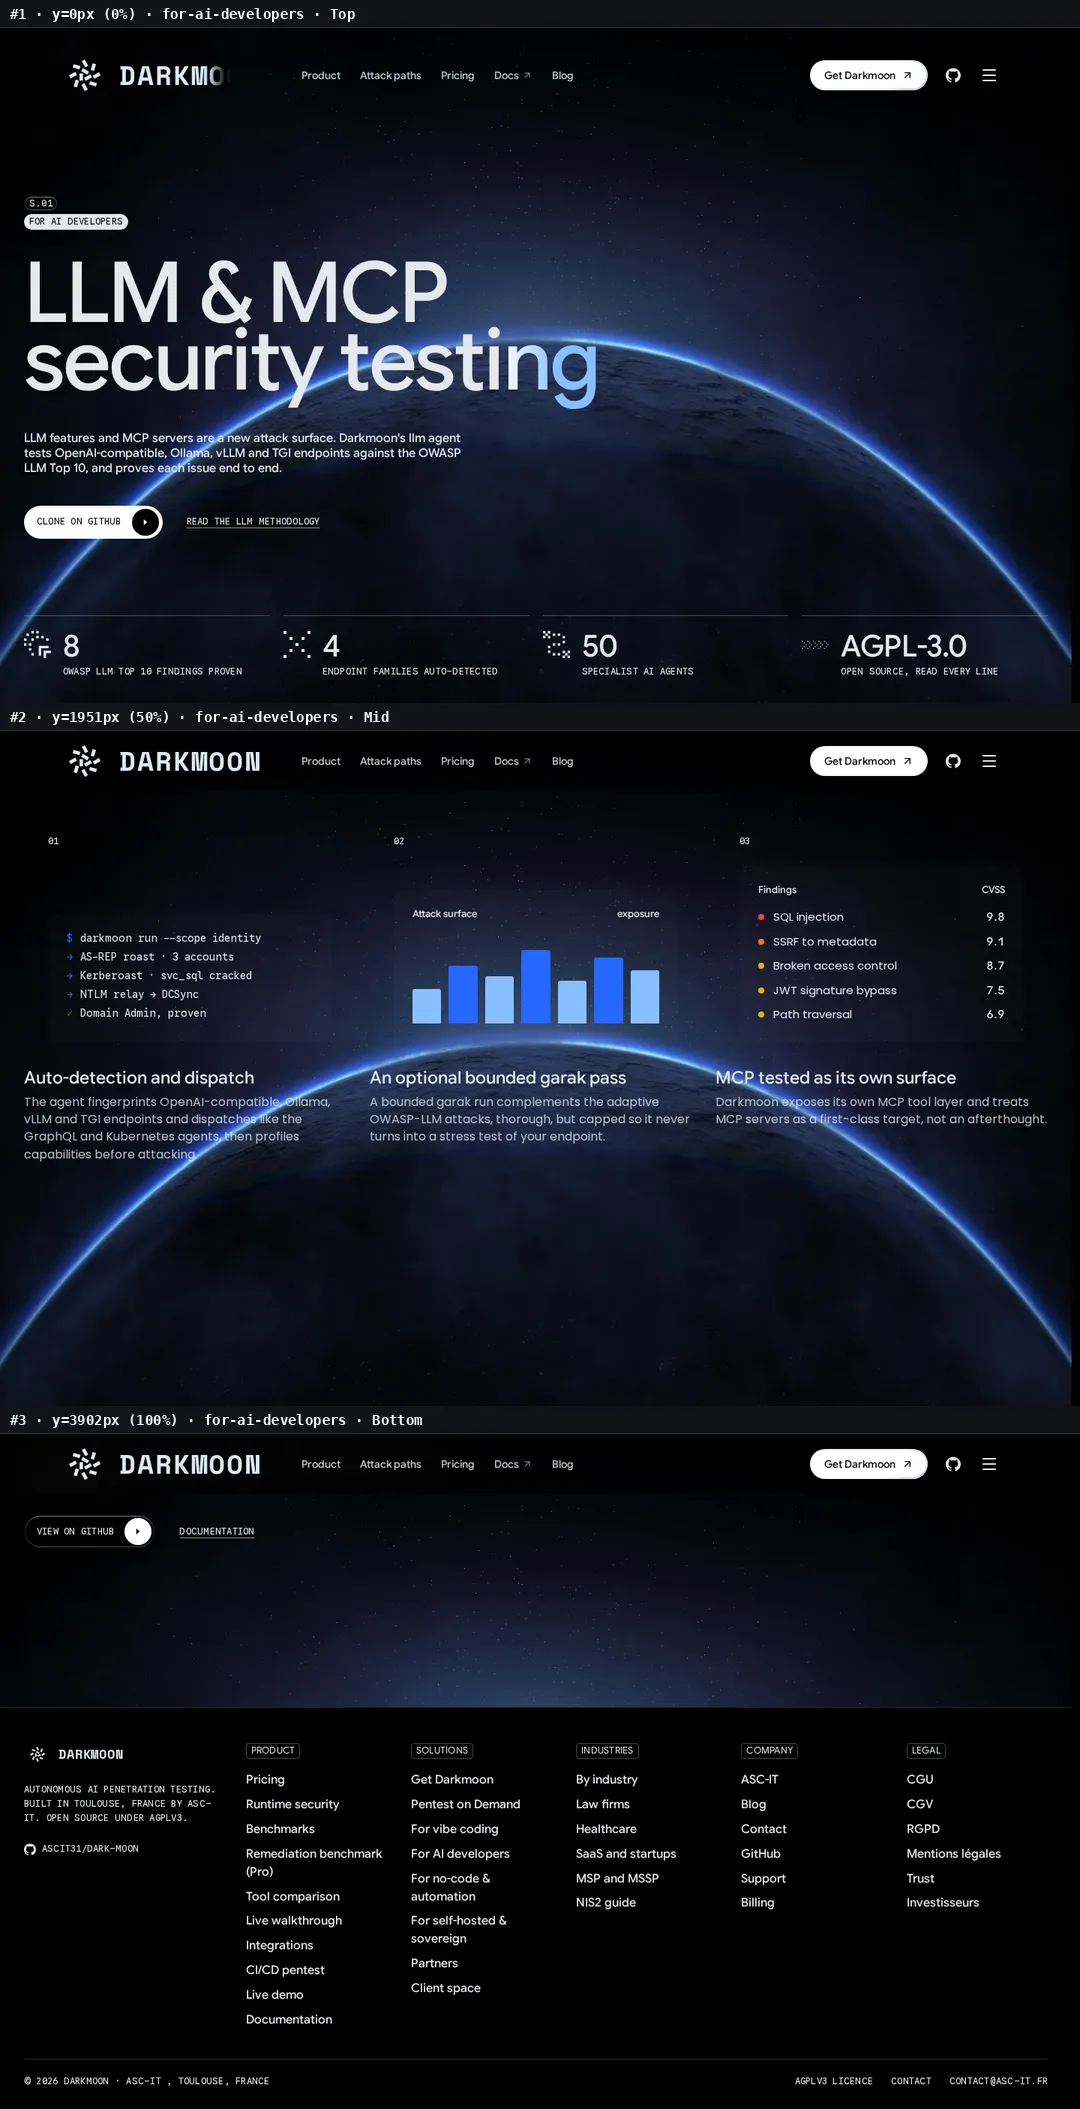 #1 · y=0px (0%) · for-ai-developers · Top
DARKMO
Product Attack paths Pricing Docs Blog
Get Darkmoon
S.01
FOR AI DEVELOPERS
LLM & MCP
security testing
LLM features and MCP servers are a new attack surface. Darkmoon's llm agent
tests OpenAI-compatible, Ollama, vLLM and TGI endpoints against the OWASP
LLM Top 10, and proves each issue end to end.
CLONE ON GITHUB
READ THE LLM METHODOLOGY
8
OWASP LLM TOP 10 FINDINGS PROVEN
4
ENDPOINT FAMILIES AUTO-DETECTED
50
SPECIALIST AI AGENTS
AGPL-3.0
OPEN SOURCE, READ EVERY LINE
#2 · y=1951px (50%) · for-ai-developers · Mid
DARKMOON
Product Attack paths Pricing Docs Blog
Get Darkmoon
01
$ darkmoon run --scope identity
→ AS-REP roast · 3 accounts
→ Kerberoast · svc_sql cracked
→ NTLM relay → DCSync
✓ Domain Admin, proven
Auto-detection and dispatch
The agent fingerprints OpenAI-compatible, Ollama,
vLLM and TGI endpoints and dispatches like the
GraphQL and Kubernetes agents, then profiles
capabilities before attacking.
02
Attack surface exposure
An optional bounded garak pass
A bounded garak run complements the adaptive
OWASP-LLM attacks, thorough, but capped so it never
turns into a stress test of your endpoint.
03
Findings CVSS
SQL injection 9.8
SSRF to metadata 9.1
Broken access control 8.7
JWT signature bypass 7.5
Path traversal 6.9
MCP tested as its own surface
Darkmoon exposes its own MCP tool layer and treats
MCP servers as a first-class target, not an afterthought.
#3 · y=3902px (100%) · for-ai-developers · Bottom
DARKMOON
Product Attack paths Pricing Docs Blog
Get Darkmoon
VIEW ON GITHUB
DOCUMENTATION
DARKMOON
AUTONOMOUS AI PENETRATION TESTING.
BUILT IN TOULOUSE, FRANCE BY ASC-
IT. OPEN SOURCE UNDER AGPLV3.
ASCIT31/DARK-MOON
PRODUCT
Pricing
Runtime security
Benchmarks
Remediation benchmark
(Pro)
Tool comparison
Live walkthrough
Integrations
CI/CD pentest
Live demo
Documentation
SOLUTIONS
Get Darkmoon
Pentest on Demand
For vibe coding
For AI developers
For no-code &
automation
For self-hosted &
sovereign
Partners
Client space
INDUSTRIES
By industry
Law firms
Healthcare
SaaS and startups
MSP and MSSP
NIS2 guide
COMPANY
ASC-IT
Blog
Contact
GitHub
Support
Billing
LEGAL
CGU
CGV
RGPD
Mentions légales
Trust
Investisseurs
© 2026 DARKMOON · ASC-IT , TOULOUSE, FRANCE
AGPLV3 LICENCE CONTACT CONTACT@ASC-IT.FR